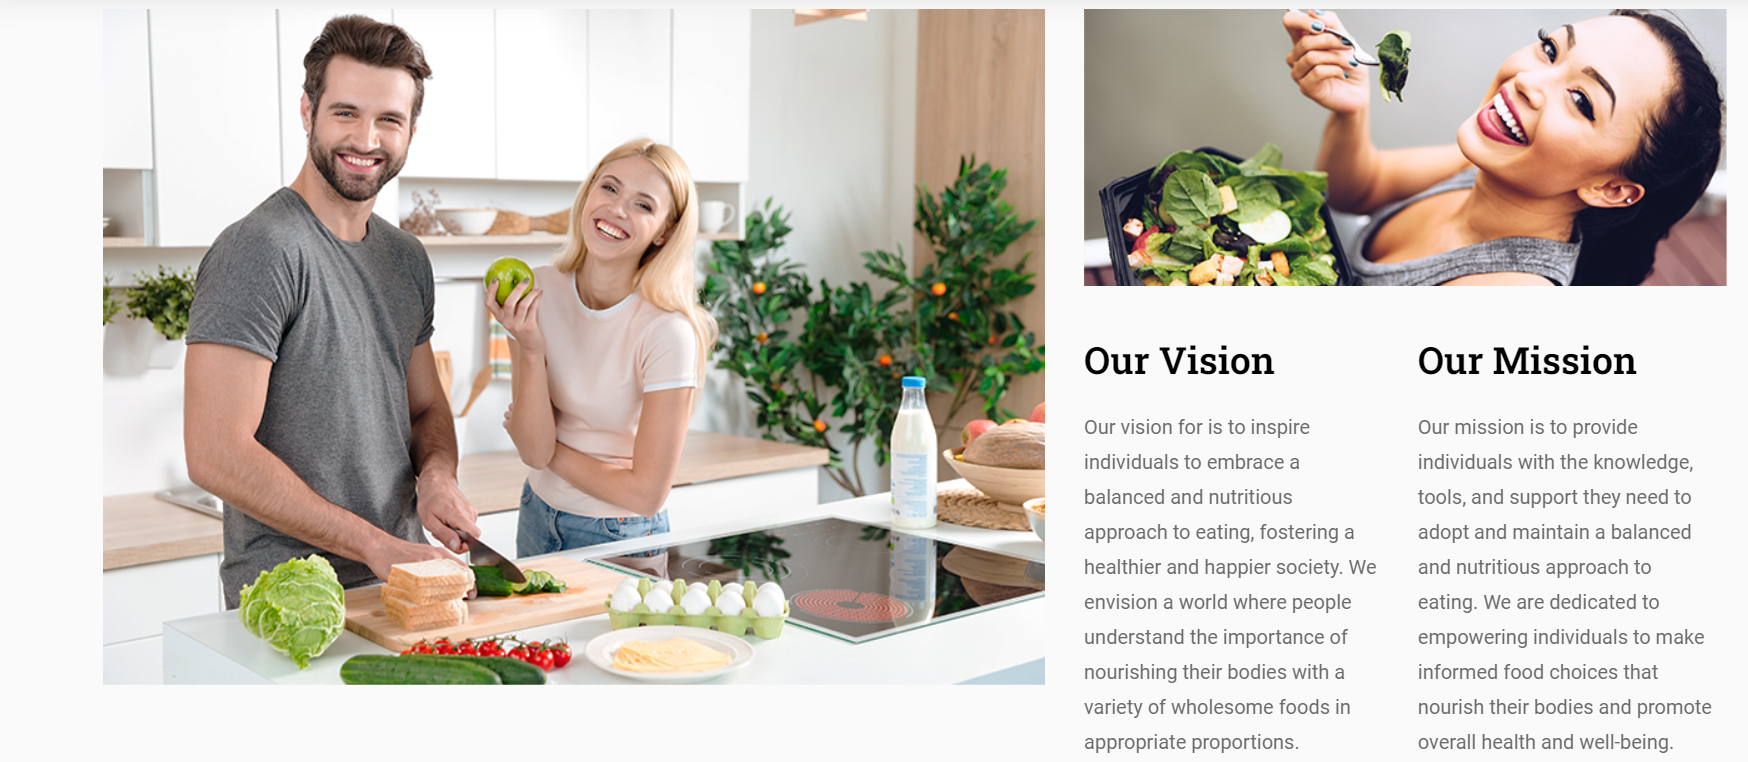 Our Vision
Our vision for is to inspire
individuals to embrace a
balanced and nutritious
approach to eating, fostering a
healthier and happier society. We
envision a world where people
understand the importance of
nourishing their bodies with a
variety of wholesome foods in
appropriate proportions.
Our Mission
Our mission is to provide
individuals with the knowledge,
tools, and support they need to
adopt and maintain a balanced
and nutritious approach to
eating. We are dedicated to
empowering individuals to make
informed food choices that
nourish their bodies and promote
overall health and well-being.